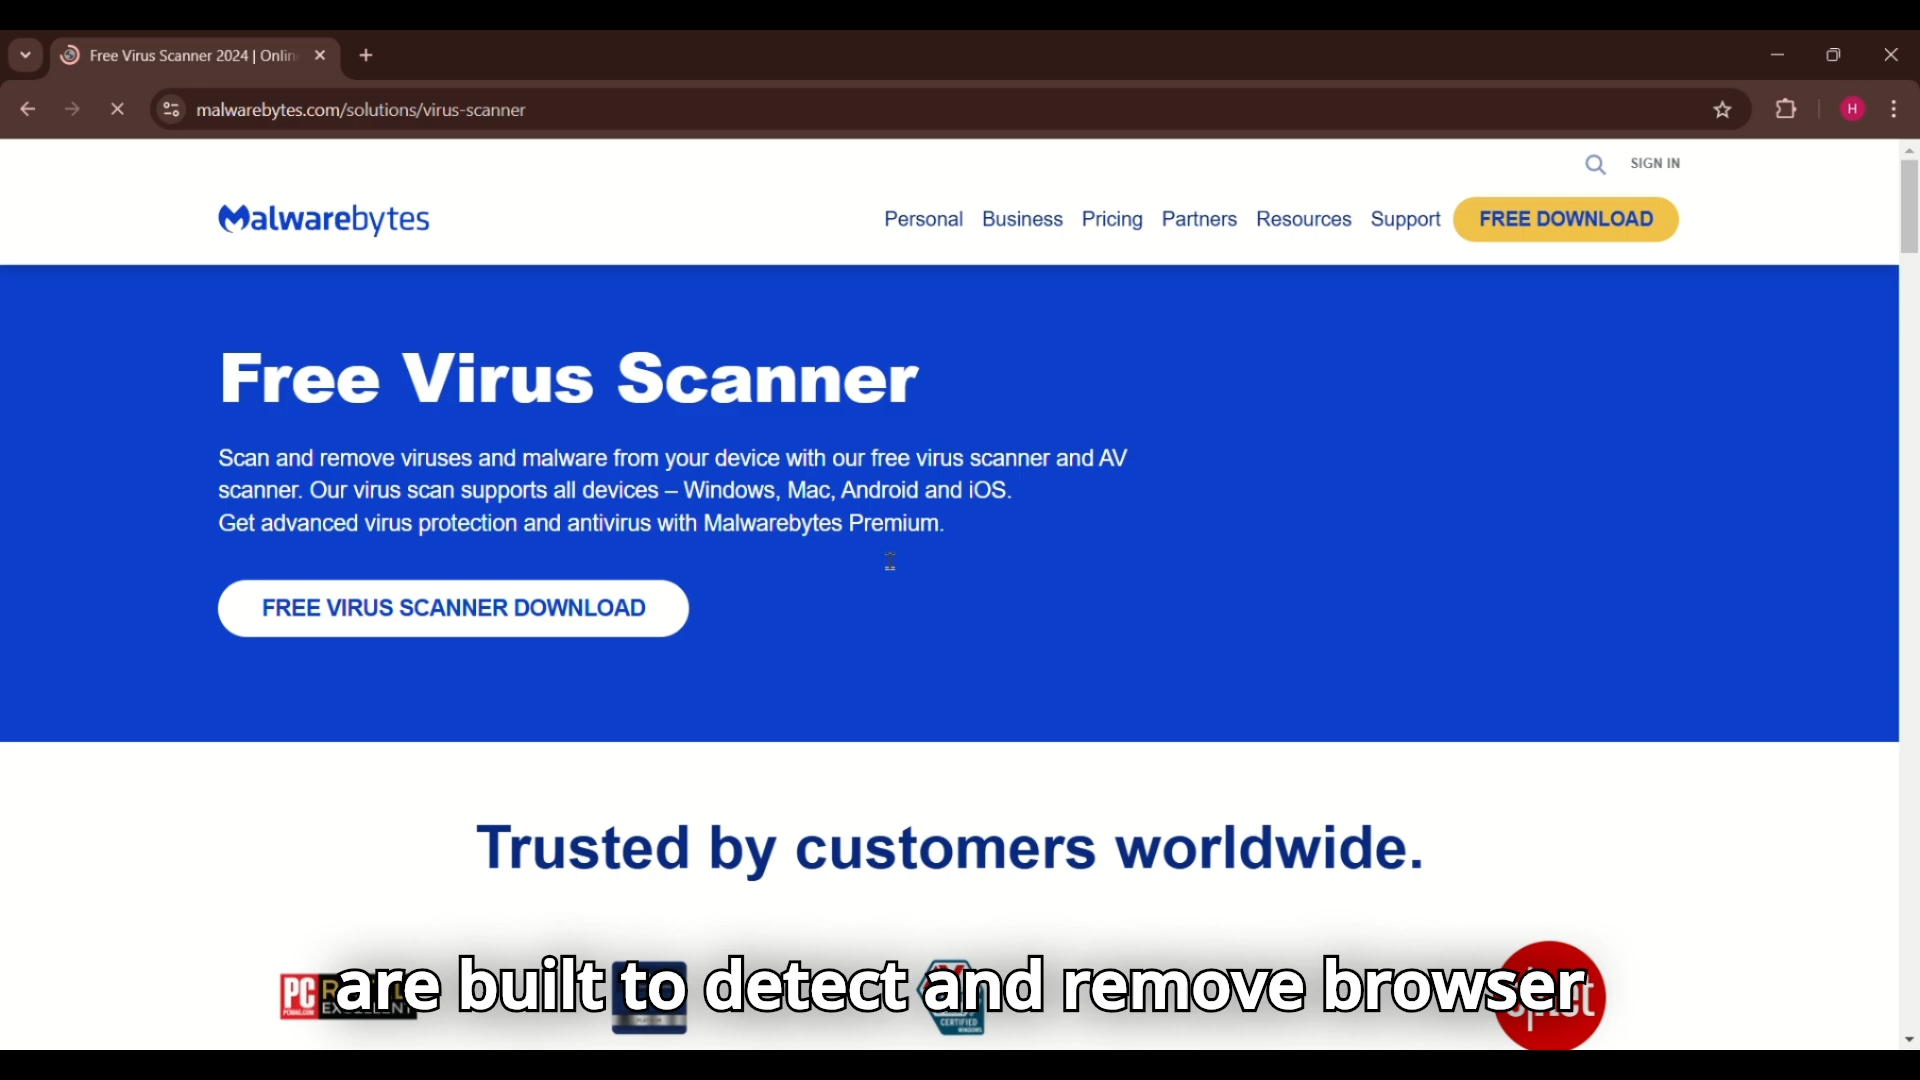 Free Virus Scanner 2024 | Onlin
malwarebytes.com/solutions/virus-scanner
H
SIGN IN
Malwarebytes
Personal Business Pricing Partners Resources Support FREE DOWNLOAD
Free Virus Scanner
Scan and remove viruses and malware from your device with our free virus scanner and AV
scanner. Our virus scan supports all devices – Windows, Mac, Android and iOS.
Get advanced virus protection and antivirus with Malwarebytes Premium.
FREE VIRUS SCANNER DOWNLOAD
Trusted by customers worldwide.
PC
EXCELLENT
CERTIFIED
WINDOWS
are built to detect and remove browser